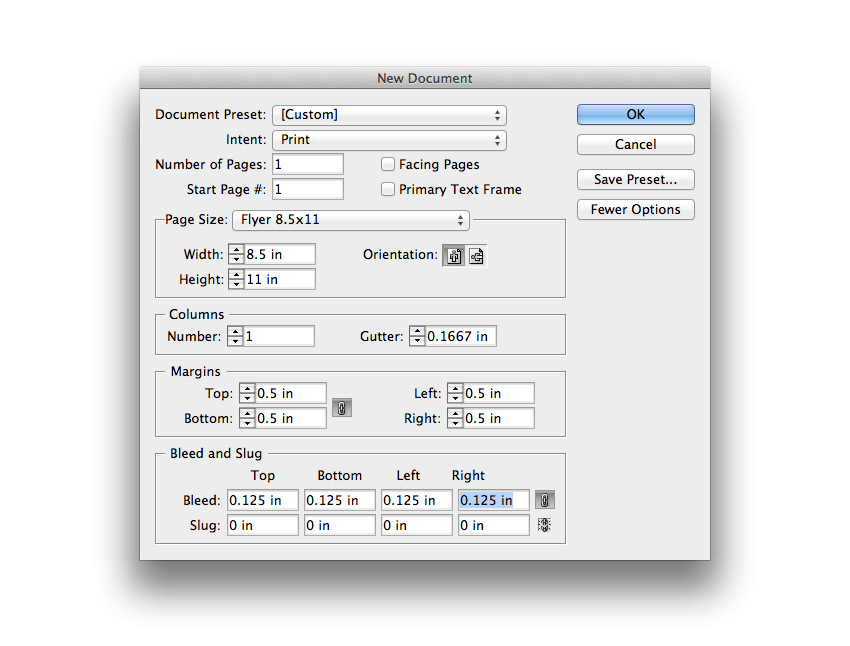 New Document
Document Preset: [Custom] OK
Intent: Print Cancel
Number of Pages: 1 Facing Pages
Save Preset...
Start Page #: 1 Primary Text Frame
Fewer Options
Page Size: Flyer 8.5x11
Width: 8.5 in Orientation:
Height: 11 in
Columns
Number: 1 Gutter: 0.1667 in
Margins
Top: 0.5 in Left: 0.5 in
Bottom: 0.5 in Right: 0.5 in
Bleed and Slug
Top Bottom Left Right
Bleed: 0.125 in 0.125 in 0.125 in 0.125 in
Slug: 0 in 0 in 0 in 0 in